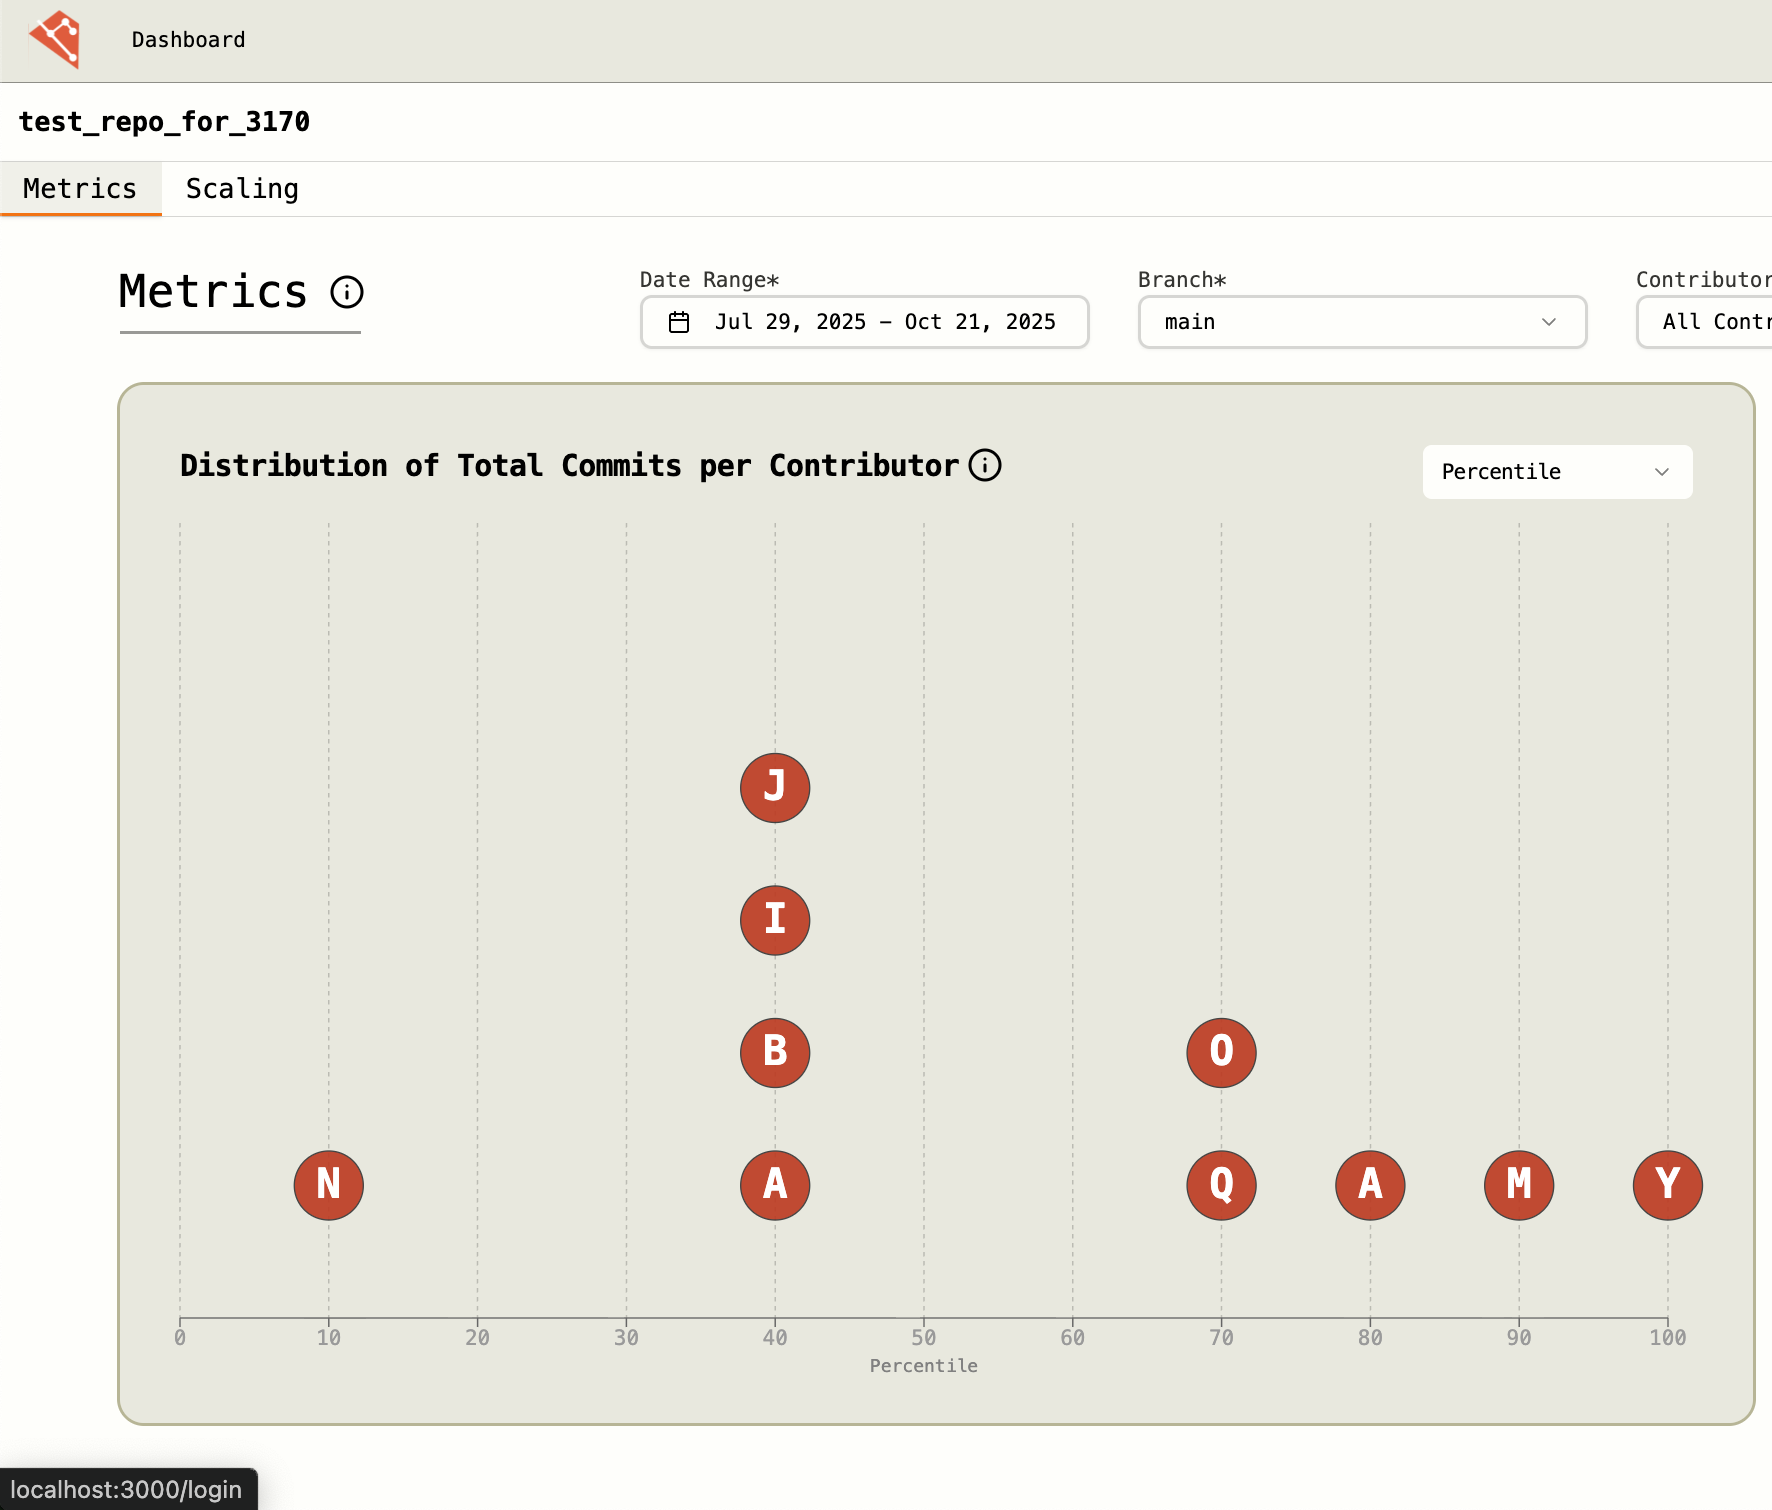 Dashboard
test_repo_for_3170
Metrics Scaling
Metrics
Date Range*
Jul 29, 2025 – Oct 21, 2025
Branch*
main
Contributor
All Contr
Distribution of Total Commits per Contributor
Percentile
J
I
B O
N A Q A M Y
0 10 20 30 40 50 60 70 80 90 100
Percentile
localhost:3000/login